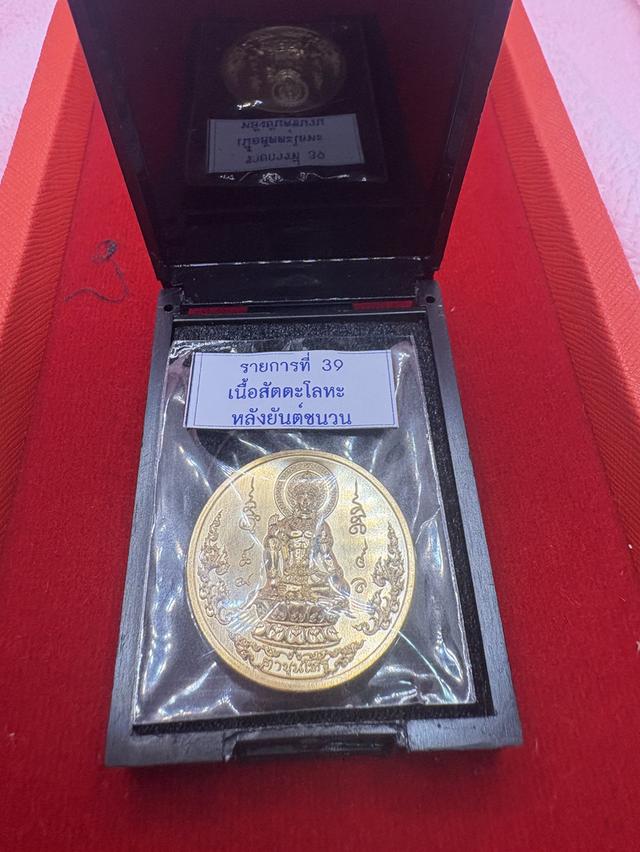 รายการที่ 39
เนื้อสัตตะโลหะ
หลังยันต์ชนวน